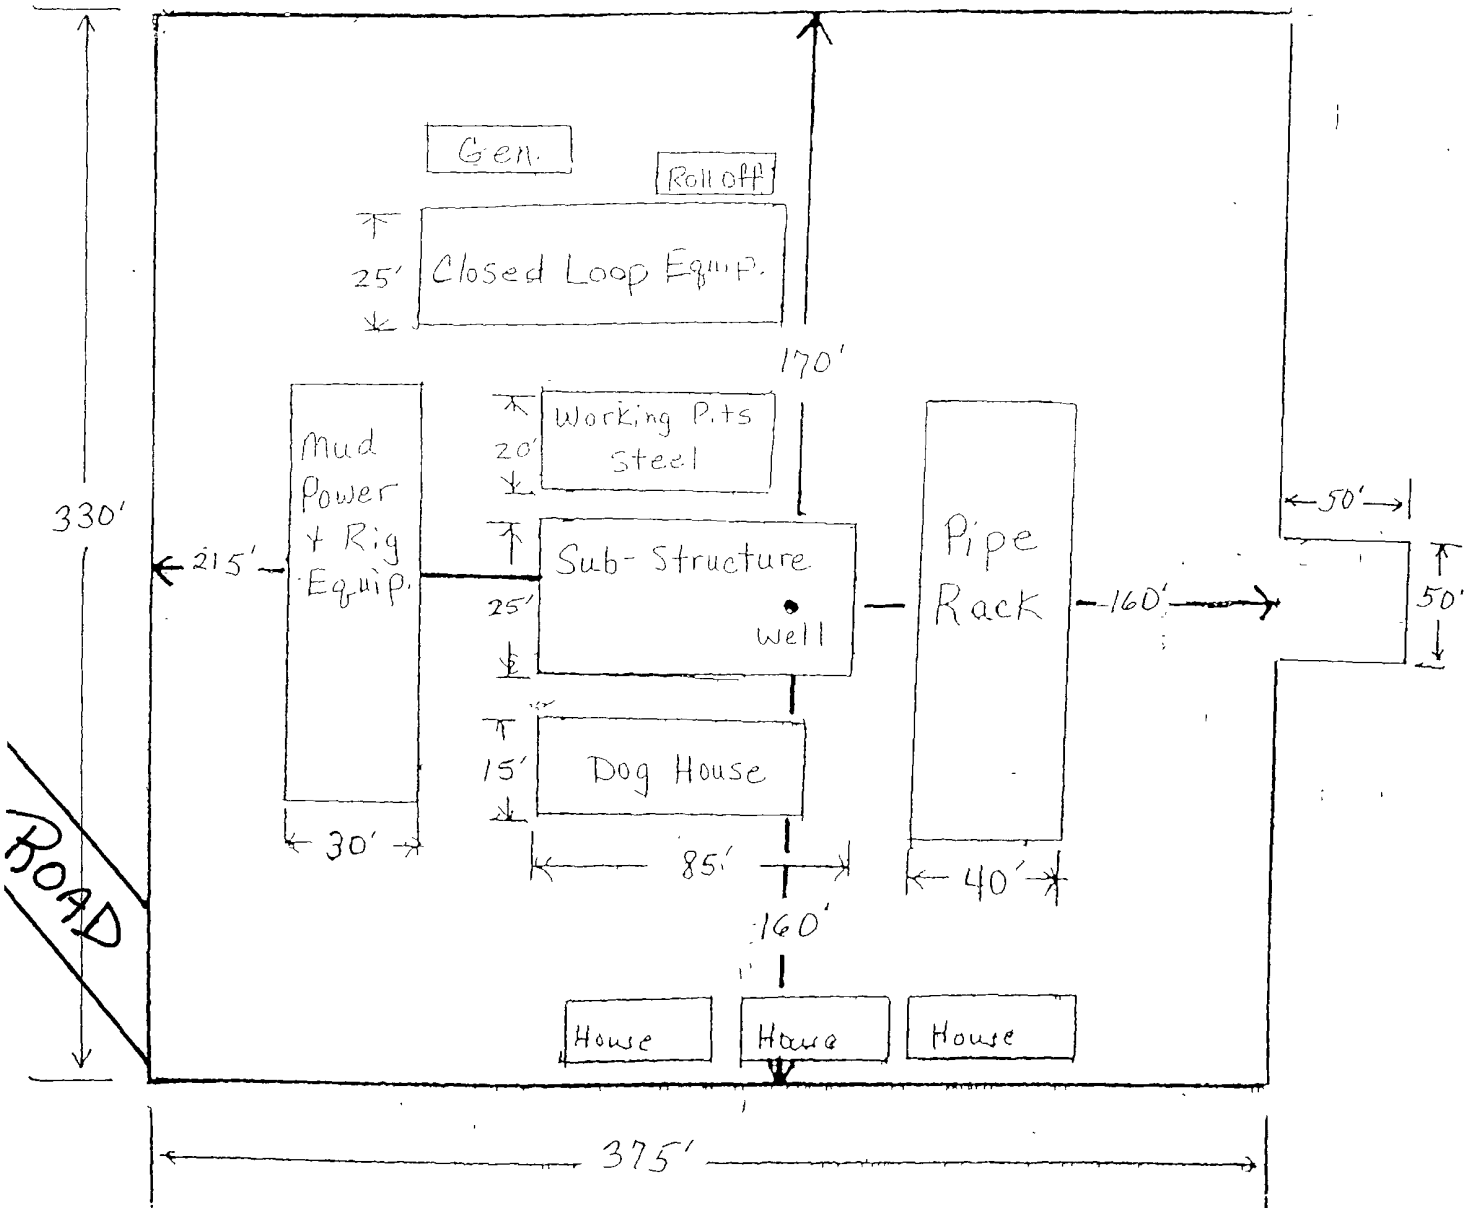 Gen.
Roll off
25'
Closed Loop Equip.
170'
Mud
Power
+ Rig
Equip.
20'
Working Pits
Steel
330'
215'
25'
Sub-Structure
Well
Pipe
Rack
160'
50'
50'
15'
Dog House
30'
85'
40'
ROAD
160'
House
House
House
375'